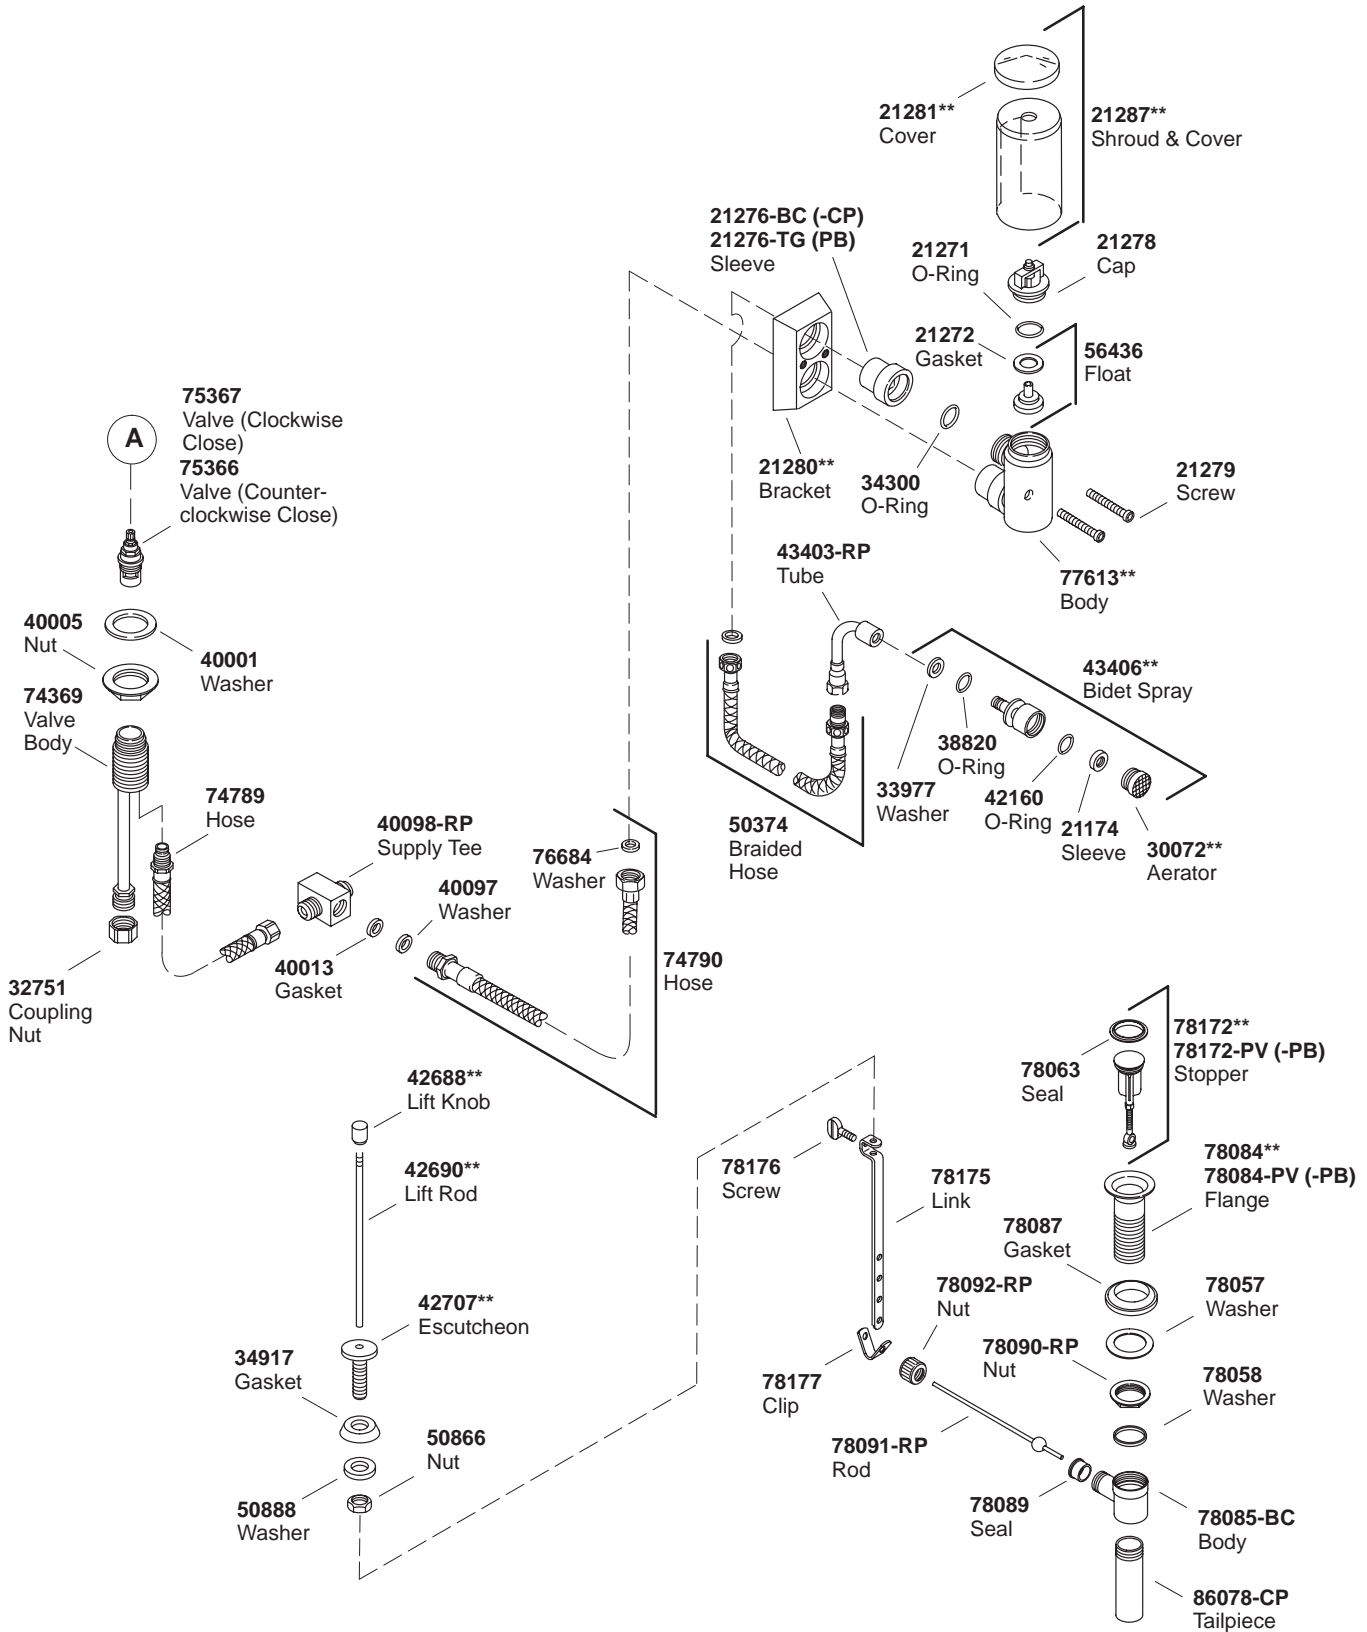 21281**
Cover
21287**
Shroud & Cover
21276-BC (-CP)
21276-TG (PB)
Sleeve
21271
O-Ring
21278
Cap
21272
Gasket
56436
Float
75367
Valve (Clockwise
Close)
A
75366
Valve (Counter-
clockwise Close)
21280**
Bracket
34300
O-Ring
21279
Screw
43403-RP
Tube
77613**
Body
40005
Nut
40001
Washer
74369
Valve
Body
43406**
Bidet Spray
38820
O-Ring
33977
Washer
42160
O-Ring
21174
Sleeve
30072**
Aerator
74789
Hose
40098-RP
Supply Tee
76684
Washer
50374
Braided
Hose
40097
Washer
40013
Gasket
74790
Hose
32751
Coupling
Nut
78172**
78172-PV (-PB)
Stopper
78063
Seal
42688**
Lift Knob
42690**
Lift Rod
78176
Screw
78175
Link
78084**
78084-PV (-PB)
Flange
78087
Gasket
78092-RP
Nut
78057
Washer
42707**
Escutcheon
34917
Gasket
78090-RP
Nut
78177
Clip
78058
Washer
50866
Nut
78091-RP
Rod
50888
Washer
78089
Seal
78085-BC
Body
86078-CP
Tailpiece